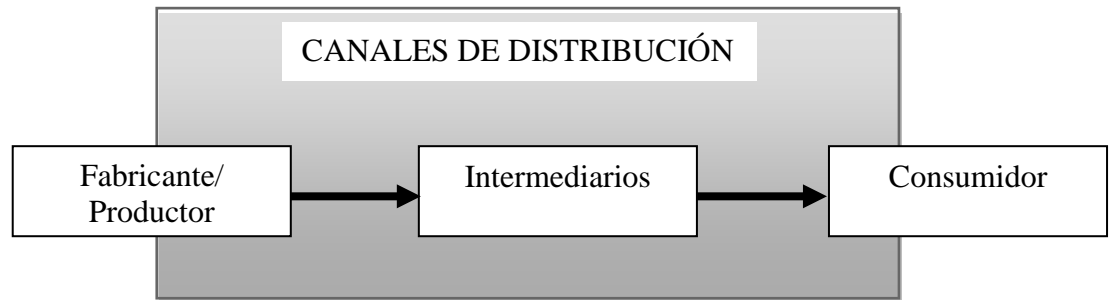 CANALES DE DISTRIBUCIÓN
Fabricante/
Productor
Intermediarios
Consumidor